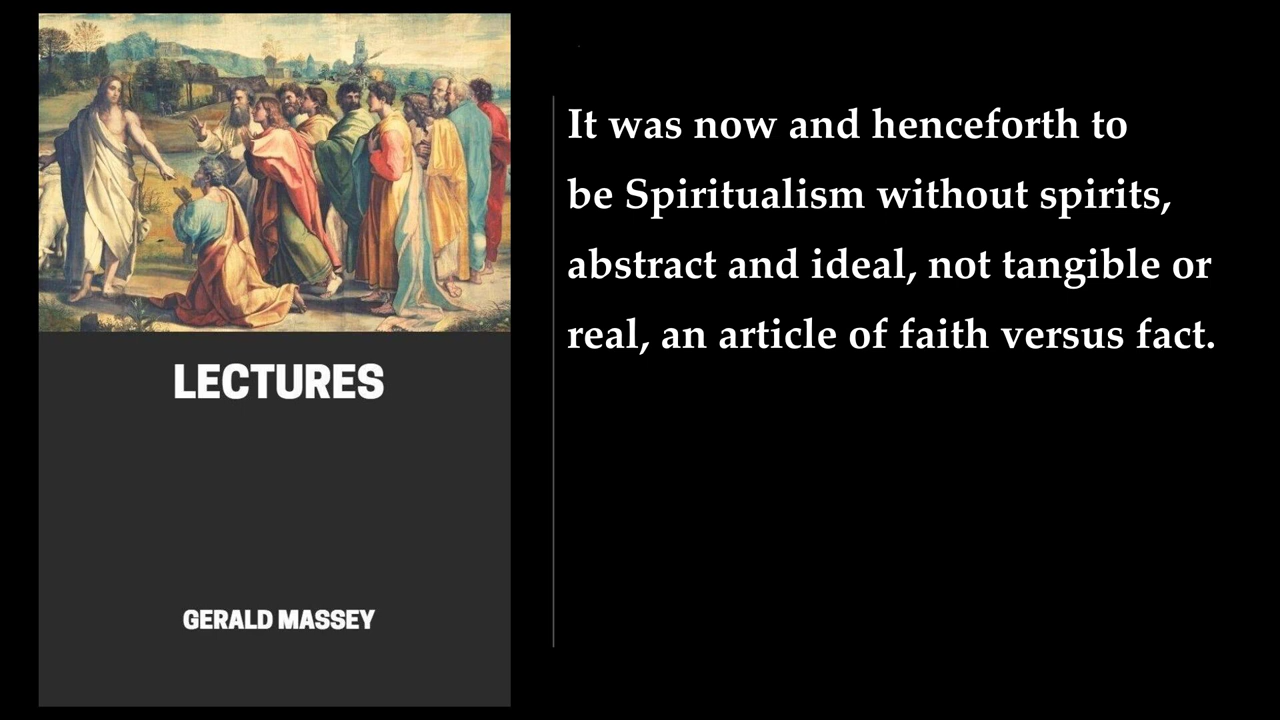 LECTURES
GERALD MASSEY
It was now and henceforth to
be Spiritualism without spirits,
abstract and ideal, not tangible or
real, an article of faith versus fact.